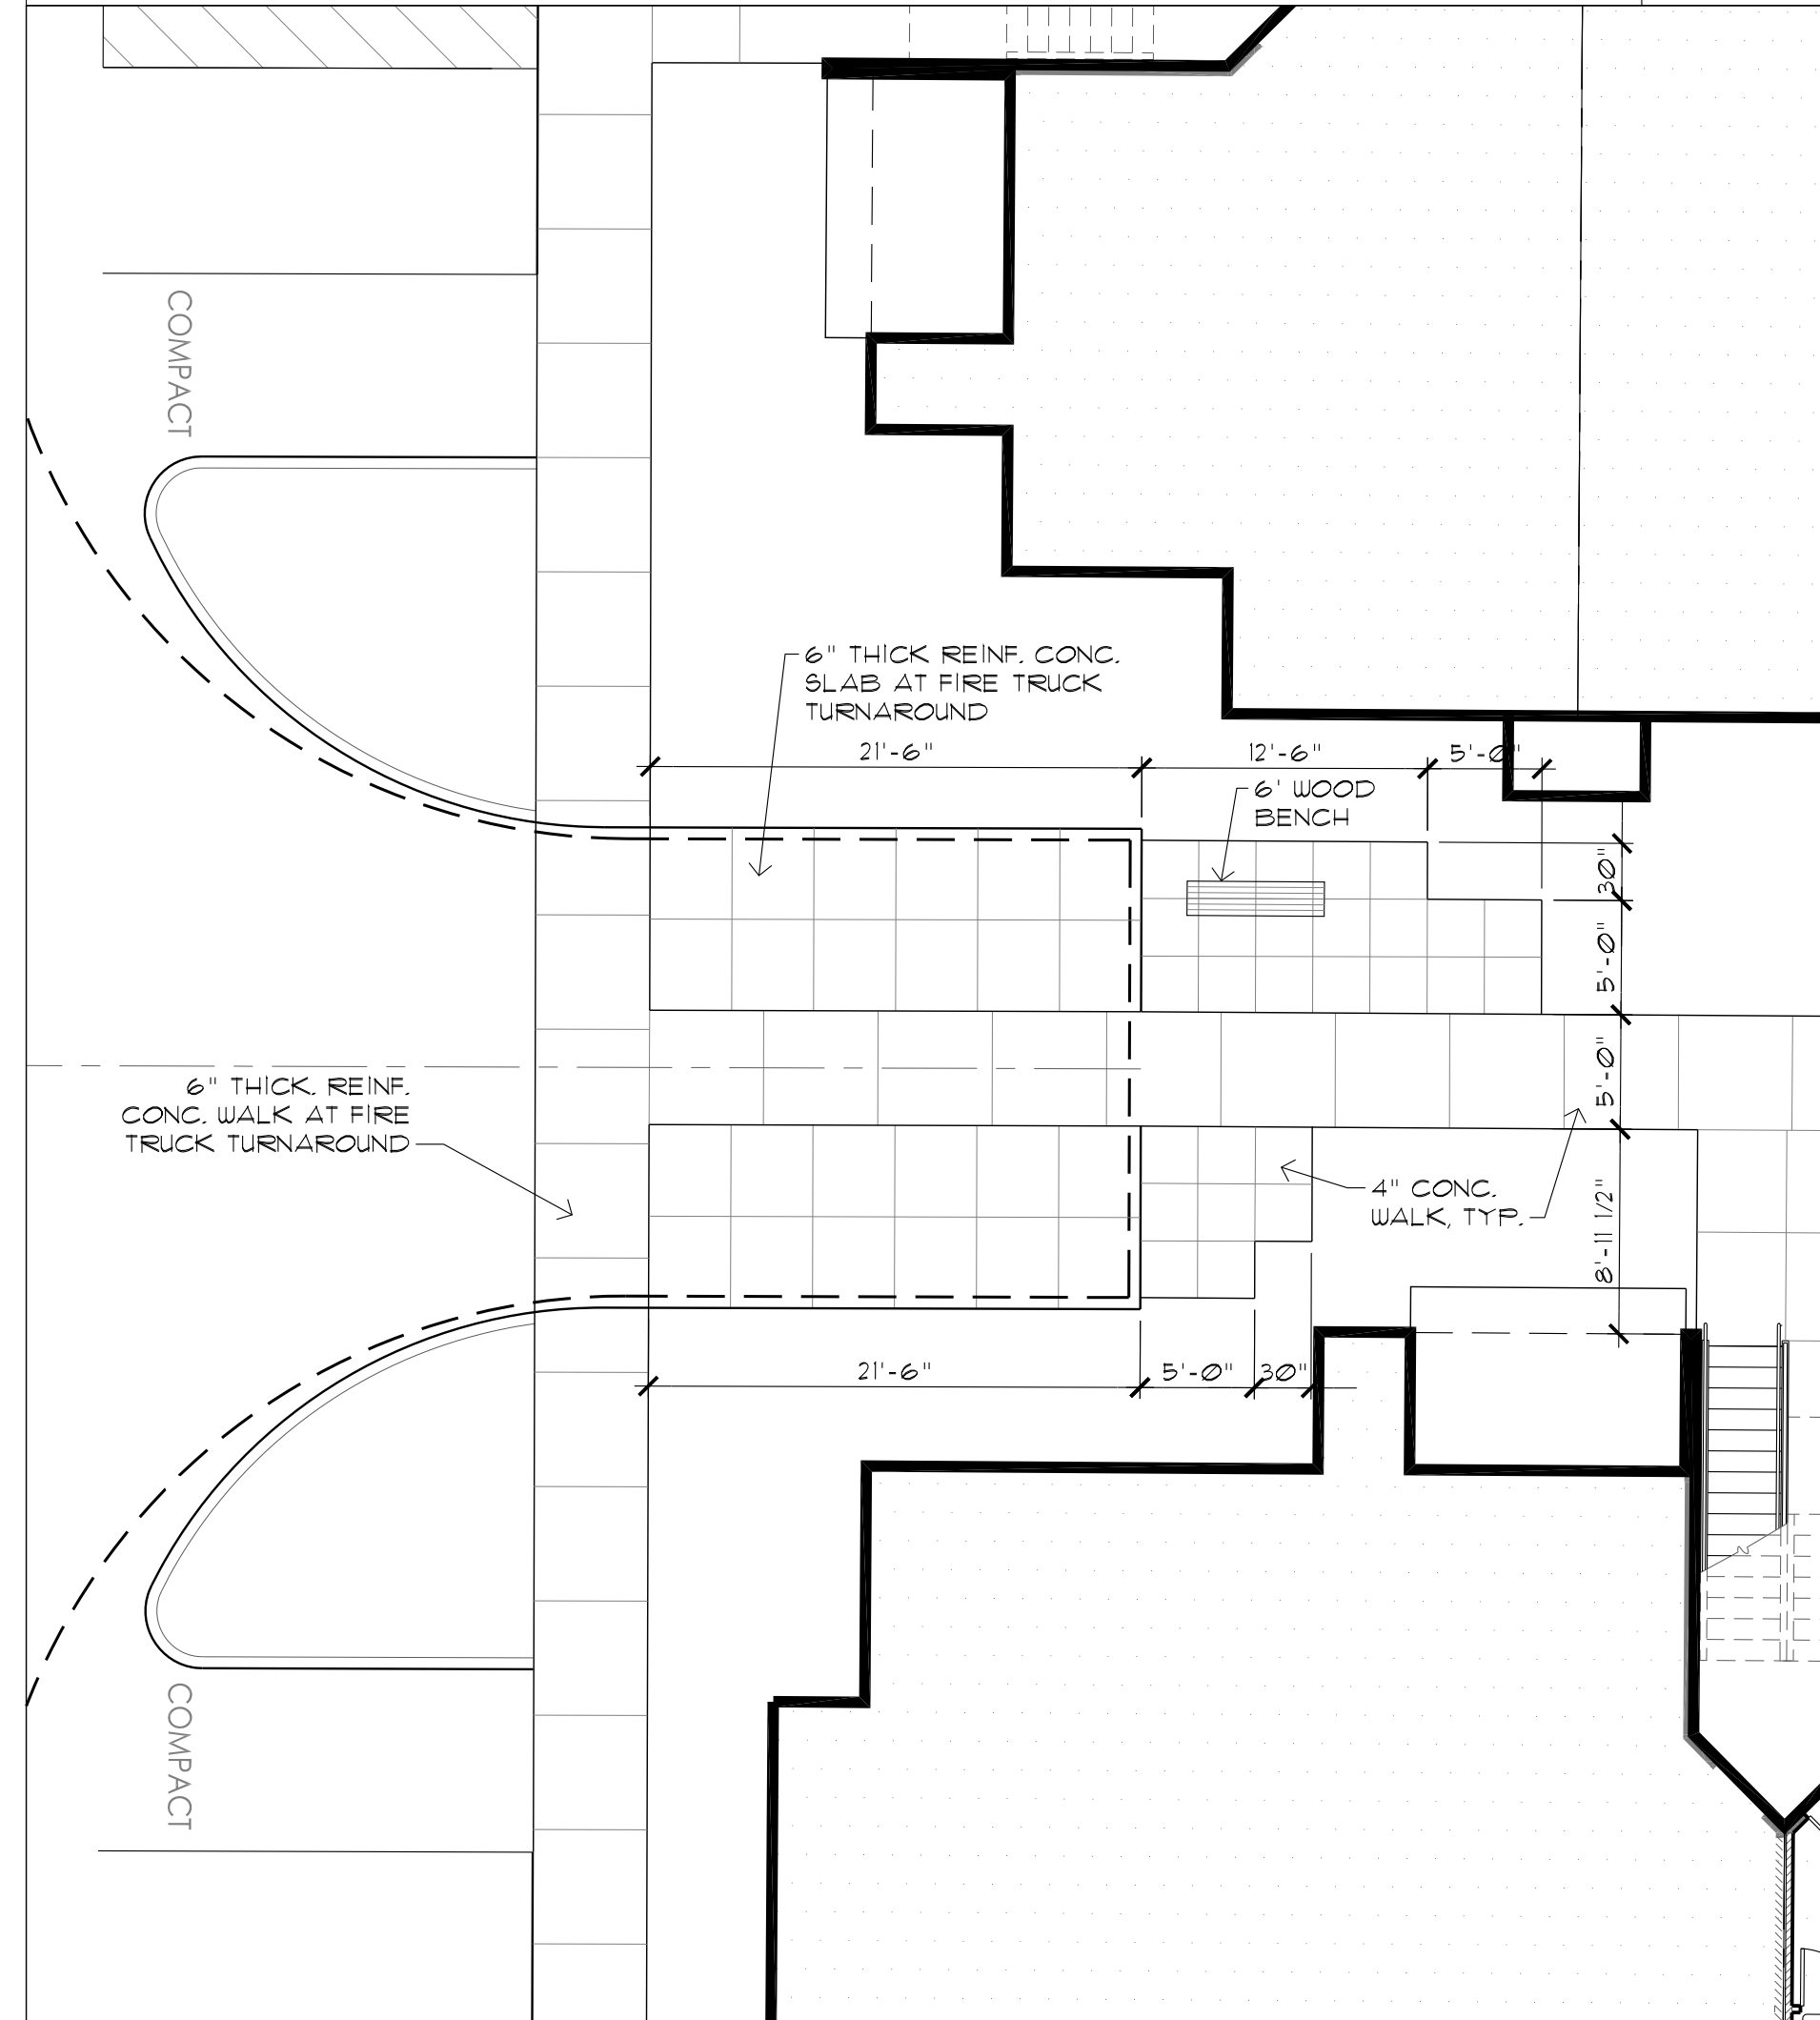 COMPACT
6" THICK REINF. CONC.
SLAB AT FIRE TRUCK
TURNAROUND
21'-6"
12'-6"
5'-0"
6' WOOD
BENCH
30"
5'-0"
5'-0"
6" THICK. REINF.
CONC. WALK AT FIRE
TRUCK TURNAROUND
4" CONC.
WALK, TYP.
8'-11 1/2"
21'-6"
5'-0"
30"
COMPACT